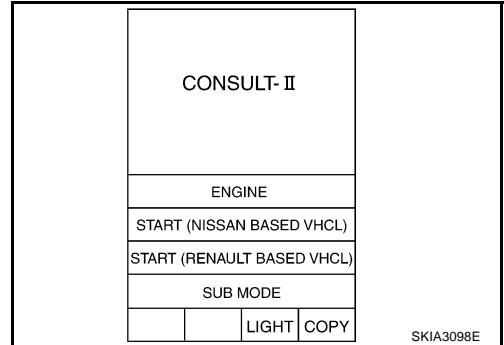 CONSULT-Ⅱ
ENGINE
START (NISSAN BASED VHCL)
START (RENAULT BASED VHCL)
SUB MODE
LIGHT COPY
SKIA3098E